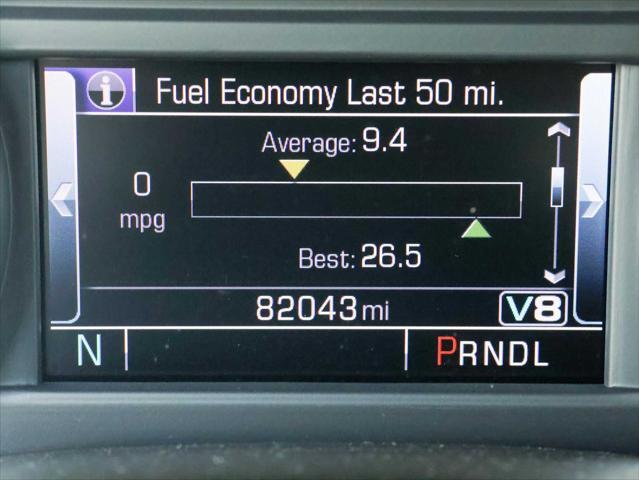 i Fuel Economy Last 50 mi.
Average: 9.4
0
mpg
Best: 26.5
82043 mi V8
N PRNDL